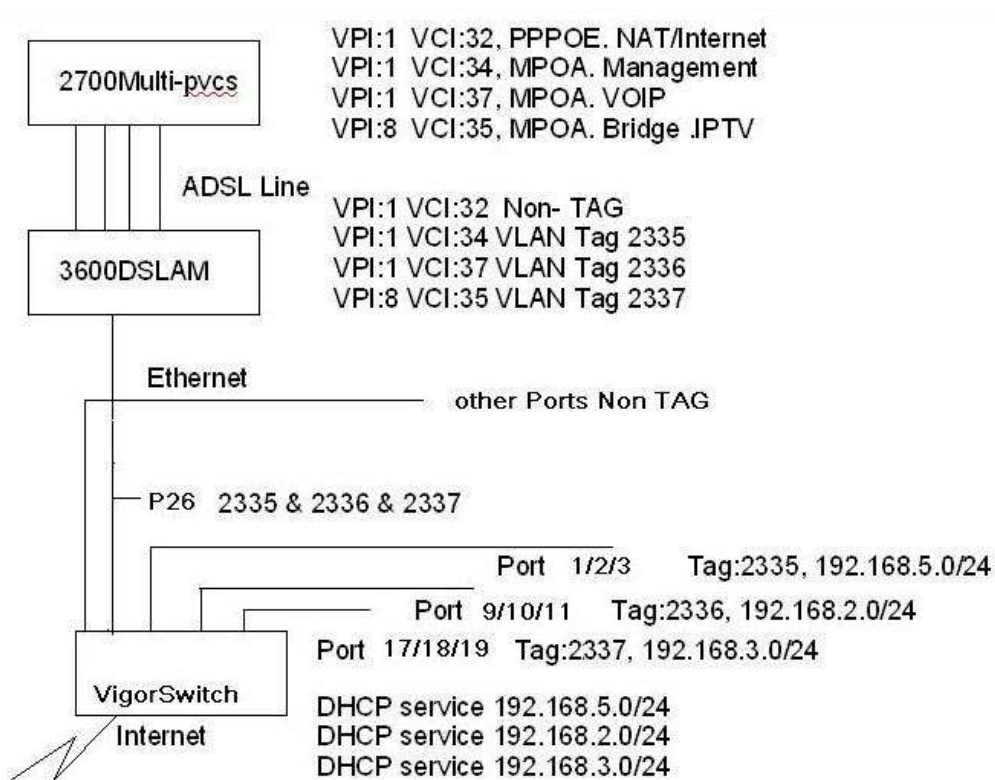 VPI:1 VCI:32, PPPOE. NAT/Internet
2700Multi-pvcs
VPI:1 VCI:34, MPOA. Management
VPI:1 VCI:37, MPOA. VOIP
VPI:8 VCI:35, MPOA. Bridge .IPTV
ADSL Line
VPI:1 VCI:32 Non- TAG
VPI:1 VCI:34 VLAN Tag 2335
3600DSLAM
VPI:1 VCI:37 VLAN Tag 2336
VPI:8 VCI:35 VLAN Tag 2337
Ethernet
other Ports Non TAG
P26 2335 & 2336 & 2337
Port 1/2/3 Tag:2335, 192.168.5.0/24
Port 9/10/11 Tag:2336, 192.168.2.0/24
Port 17/18/19 Tag:2337, 192.168.3.0/24
VigorSwitch
DHCP service 192.168.5.0/24
Internet
DHCP service 192.168.2.0/24
DHCP service 192.168.3.0/24